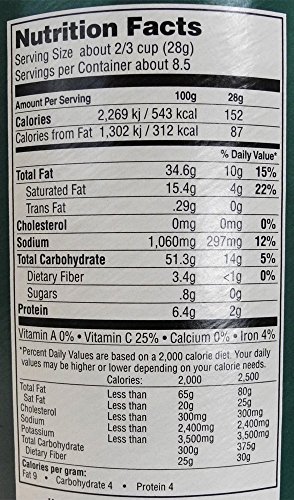 Nutrition Facts
Serving Size about 2/3 cup (28g)
Servings per Container about 8.5
Amount Per Serving 100g 28g
Calories 2,269 kj / 543 kcal 152
Calories from Fat 1,302 kj / 312 kcal 87
% Daily Value*
Total Fat 34.6g 10g 15%
Saturated Fat 15.4g 4g 22%
Trans Fat .29g 0g
Cholesterol 0mg 0mg 0%
Sodium 1,060mg 297mg 12%
Total Carbohydrate 51.3g 14g 5%
Dietary Fiber 3.4g <1g 0%
Sugars .8g 0g
Protein 6.4g 2g
Vitamin A 0% • Vitamin C 25% • Calcium 0% • Iron 4%
*Percent Daily Values are based on a 2,000 calorie diet. Your daily
values may be higher or lower depending on your calorie needs.
Calories: 2,000 2,500
Total Fat Less than 65g 80g
Sat Fat Less than 20g 25g
Cholesterol Less than 300mg 300mg
Sodium Less than 2,400mg 2,400mg
Potassium 3,500mg 3,500mg
Total Carbohydrate 300g 375g
Dietary Fiber 25g 30g
Calories per gram:
Fat 9 • Carbohydrate 4 • Protein 4